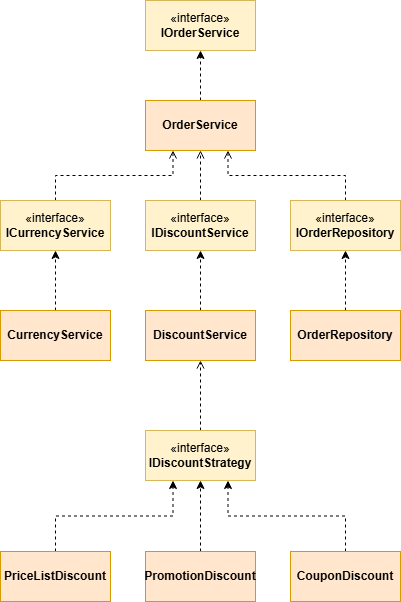 «interface»
IOrderService
OrderService
«interface»
ICurrencyService
«interface»
IDiscountService
«interface»
IOrderRepository
CurrencyService
DiscountService
OrderRepository
«interface»
IDiscountStrategy
PriceListDiscount
PromotionDiscount
CouponDiscount